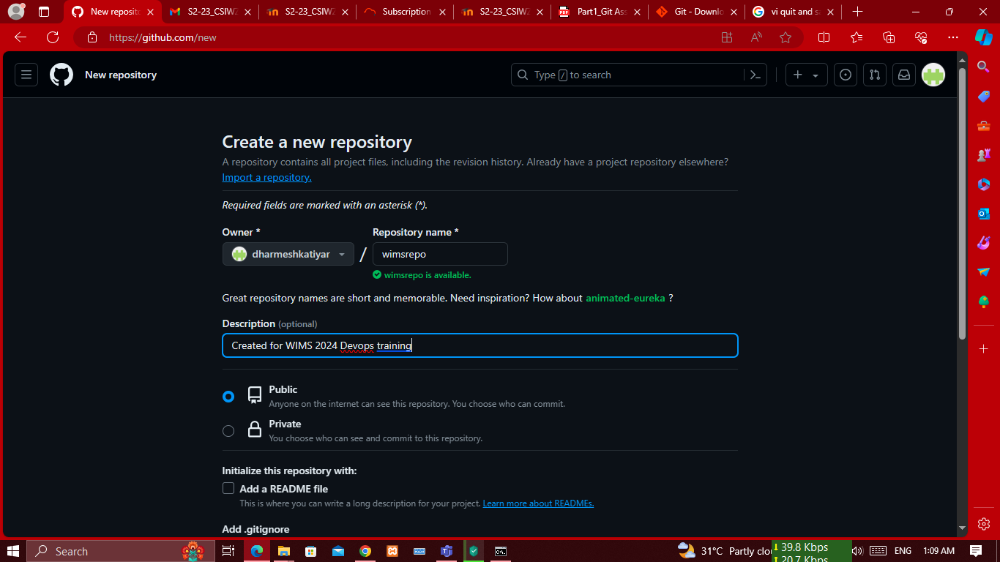 New reposito
S2-23_CSIWZ
S2-23_CSIWZ
Subscription
S2-23_CSIWZ
Part1_Git Ass
Git - Downlo
vi quit and s
https://github.com/new
New repository
Type / to search
Create a new repository
A repository contains all project files, including the revision history. Already have a project repository elsewhere?
Import a repository.
Required fields are marked with an asterisk (*).
Owner *
Repository name *
dharmeshkatiyar
/
wimsrepo
wimsrepo is available.
Great repository names are short and memorable. Need inspiration? How about animated-eureka ?
Description (optional)
Created for WIMS 2024 Devops training
Public
Anyone on the internet can see this repository. You choose who can commit.
Private
You choose who can see and commit to this repository.
Initialize this repository with:
Add a README file
This is where you can write a long description for your project. Learn more about READMEs.
Add .gitignore
Search
31°C Partly clou
39.8 Kbps
20.7 Kbps
ENG
1:09 AM